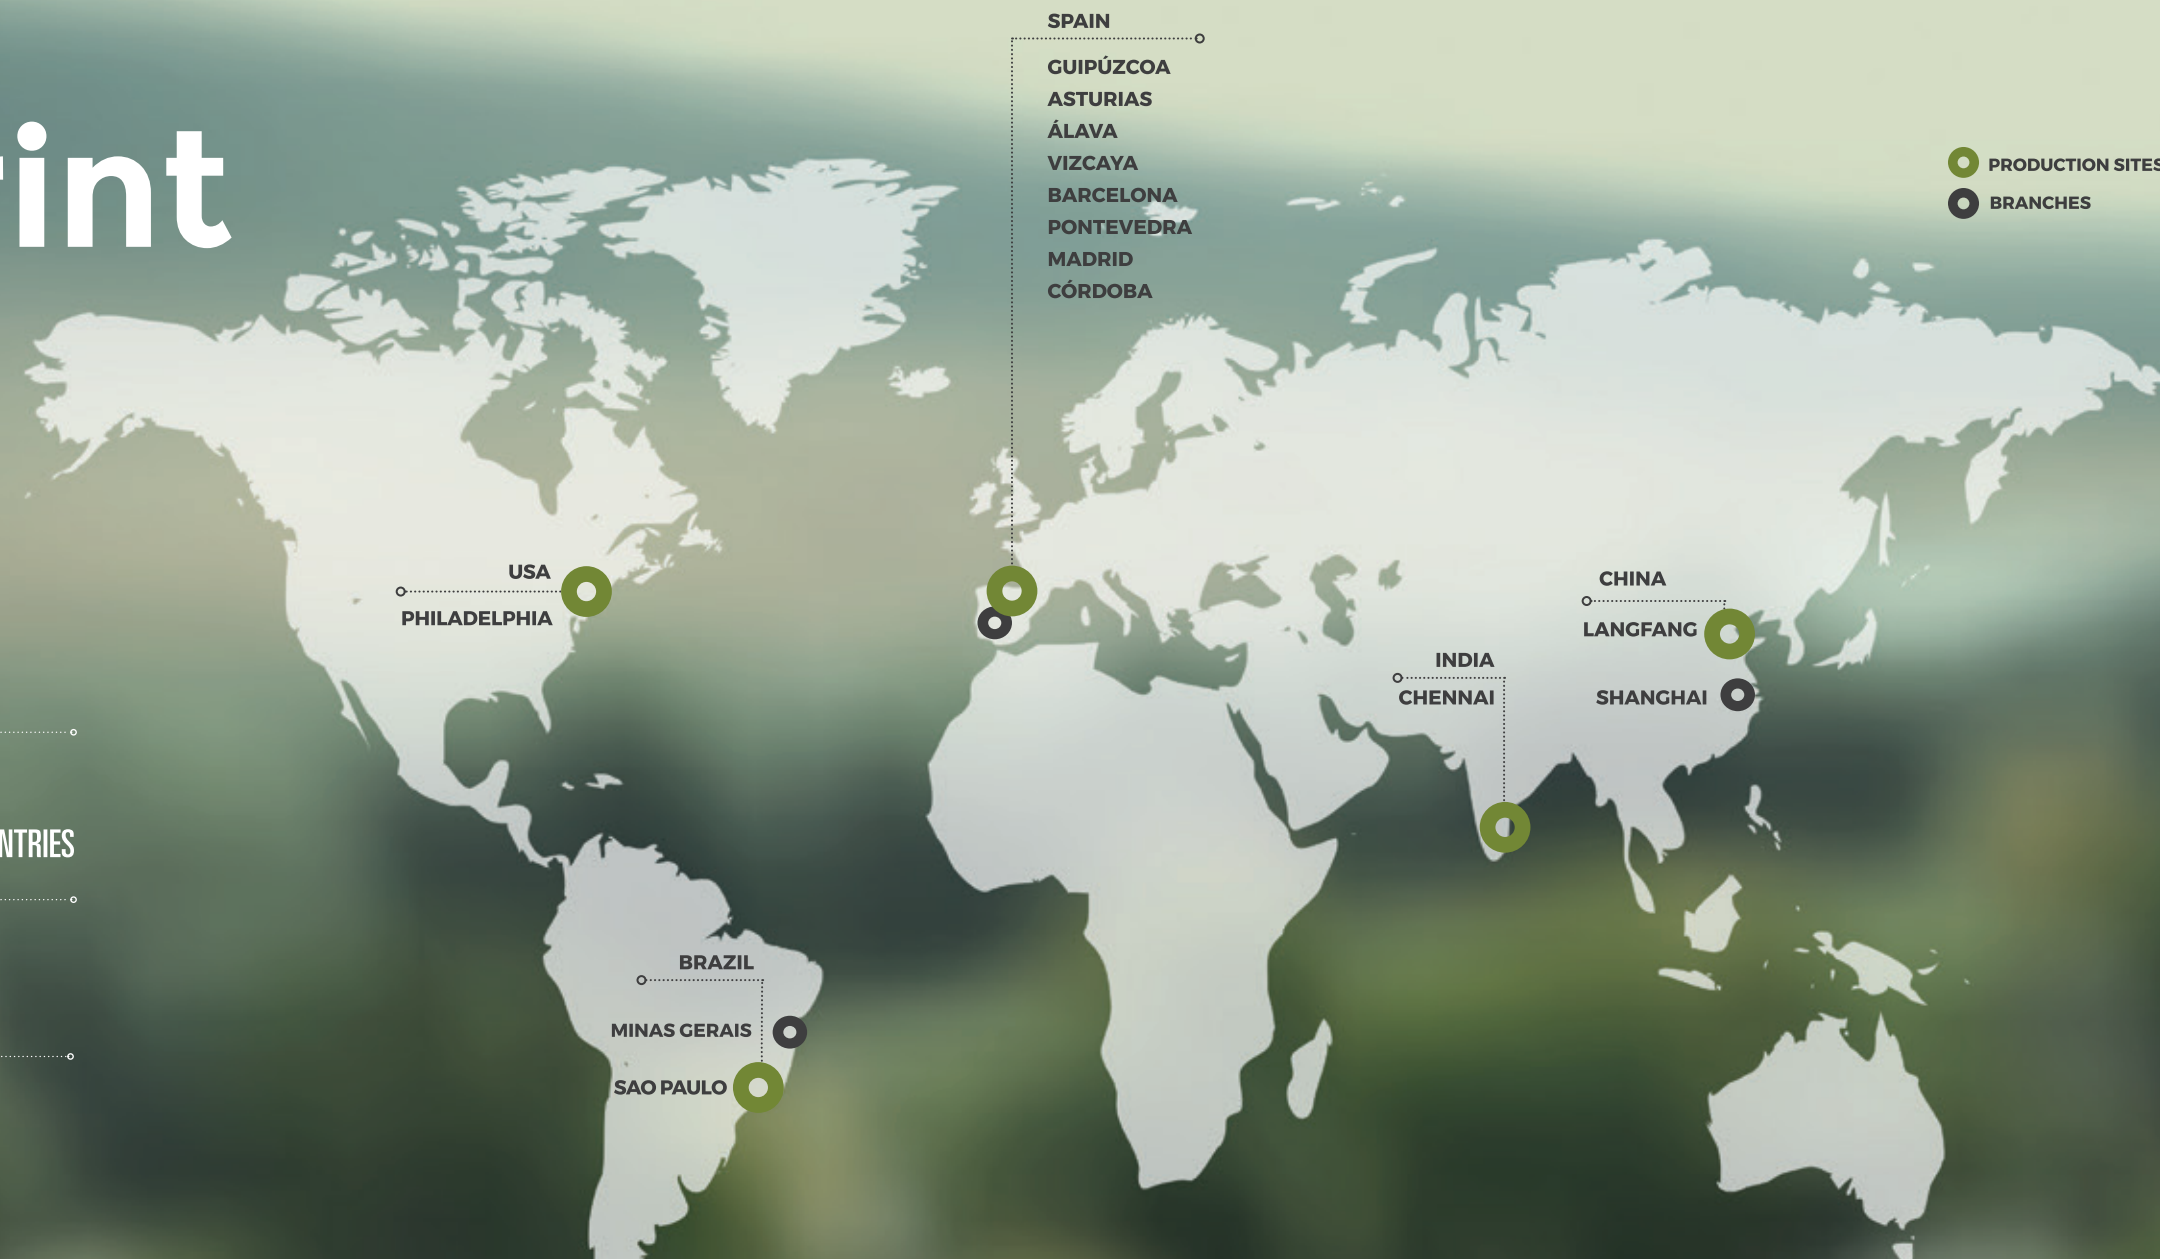 SPAIN
GUIPÚZCOA
ASTURIAS
ÁLAVA
VIZCAYA
BARCELONA
PONTEVEDRA
MADRID
CÓRDOBA
int
PRODUCTION SITES
BRANCHES
USA
PHILADELPHIA
CHINA
LANGFANG
SHANGHAI
INDIA
CHENNAI
NTRIES
BRAZIL
MINAS GERAIS
SAO PAULO